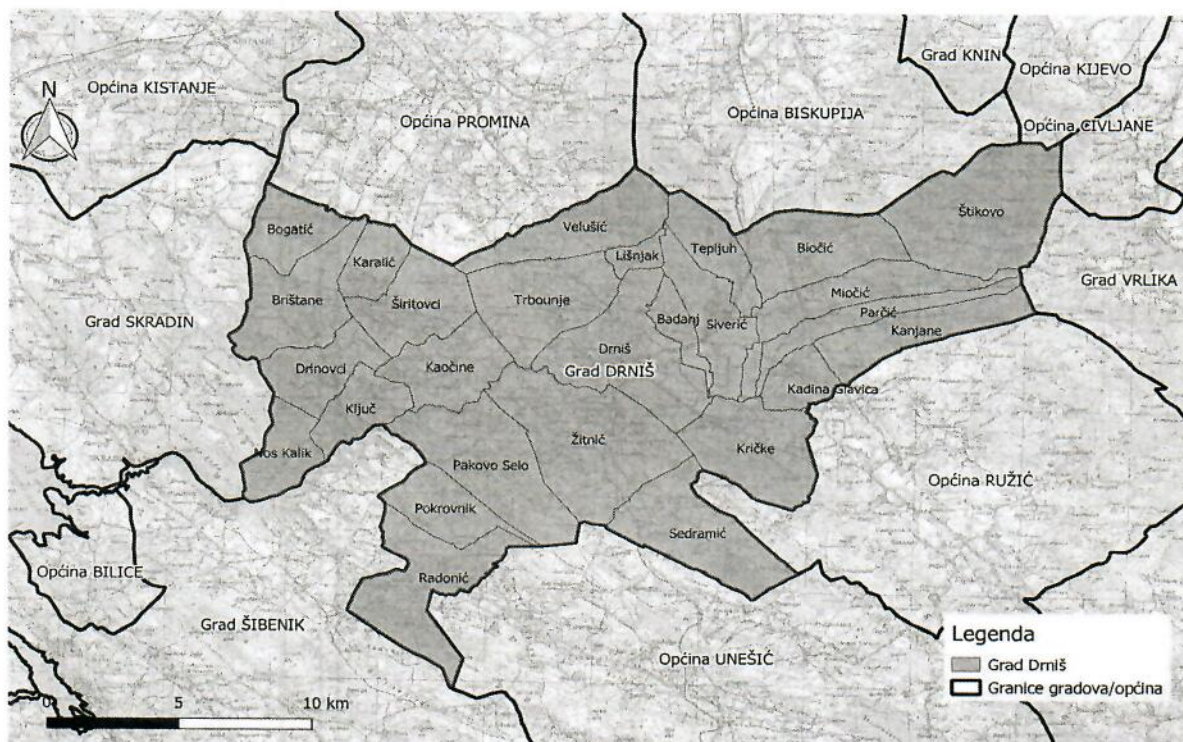 Grad KNIN
Općina KISTANJE
Općina KIJEVO
N
Općina PROMINA
Općina BISKUPIJA
Općina CIVLJANE
Štikovo
Bogatić
Velušić
Tepljuh
Biočić
Karalić
Lišnjak
Brištane
Širitovci
Trbounje
Miočić
Grad VRLIKA
Parčić
Grad SKRADIN
Badanj
Siverić
Kanjane
Drniš
Drinovci
Kaočine
Grad DRNIŠ
Kadina Glavica
Ključ
Žitnić
Kričke
Nos Kalik
Pakovo Selo
Općina RUŽIĆ
Pokrovnik
Sedramić
Općina BILICE
Radonić
Grad ŠIBENIK
Općina UNEŠIĆ
Legenda
Grad Drniš
Granice gradova/općina
0 5 10 km